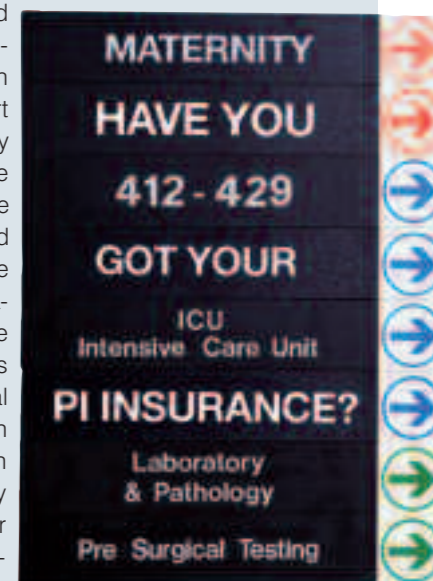 MATERNITY
HAVE YOU
412 - 429
GOT YOUR
ICU
Intensive Care Unit
PI INSURANCE?
Laboratory
& Pathology
Pre Surgical Testing